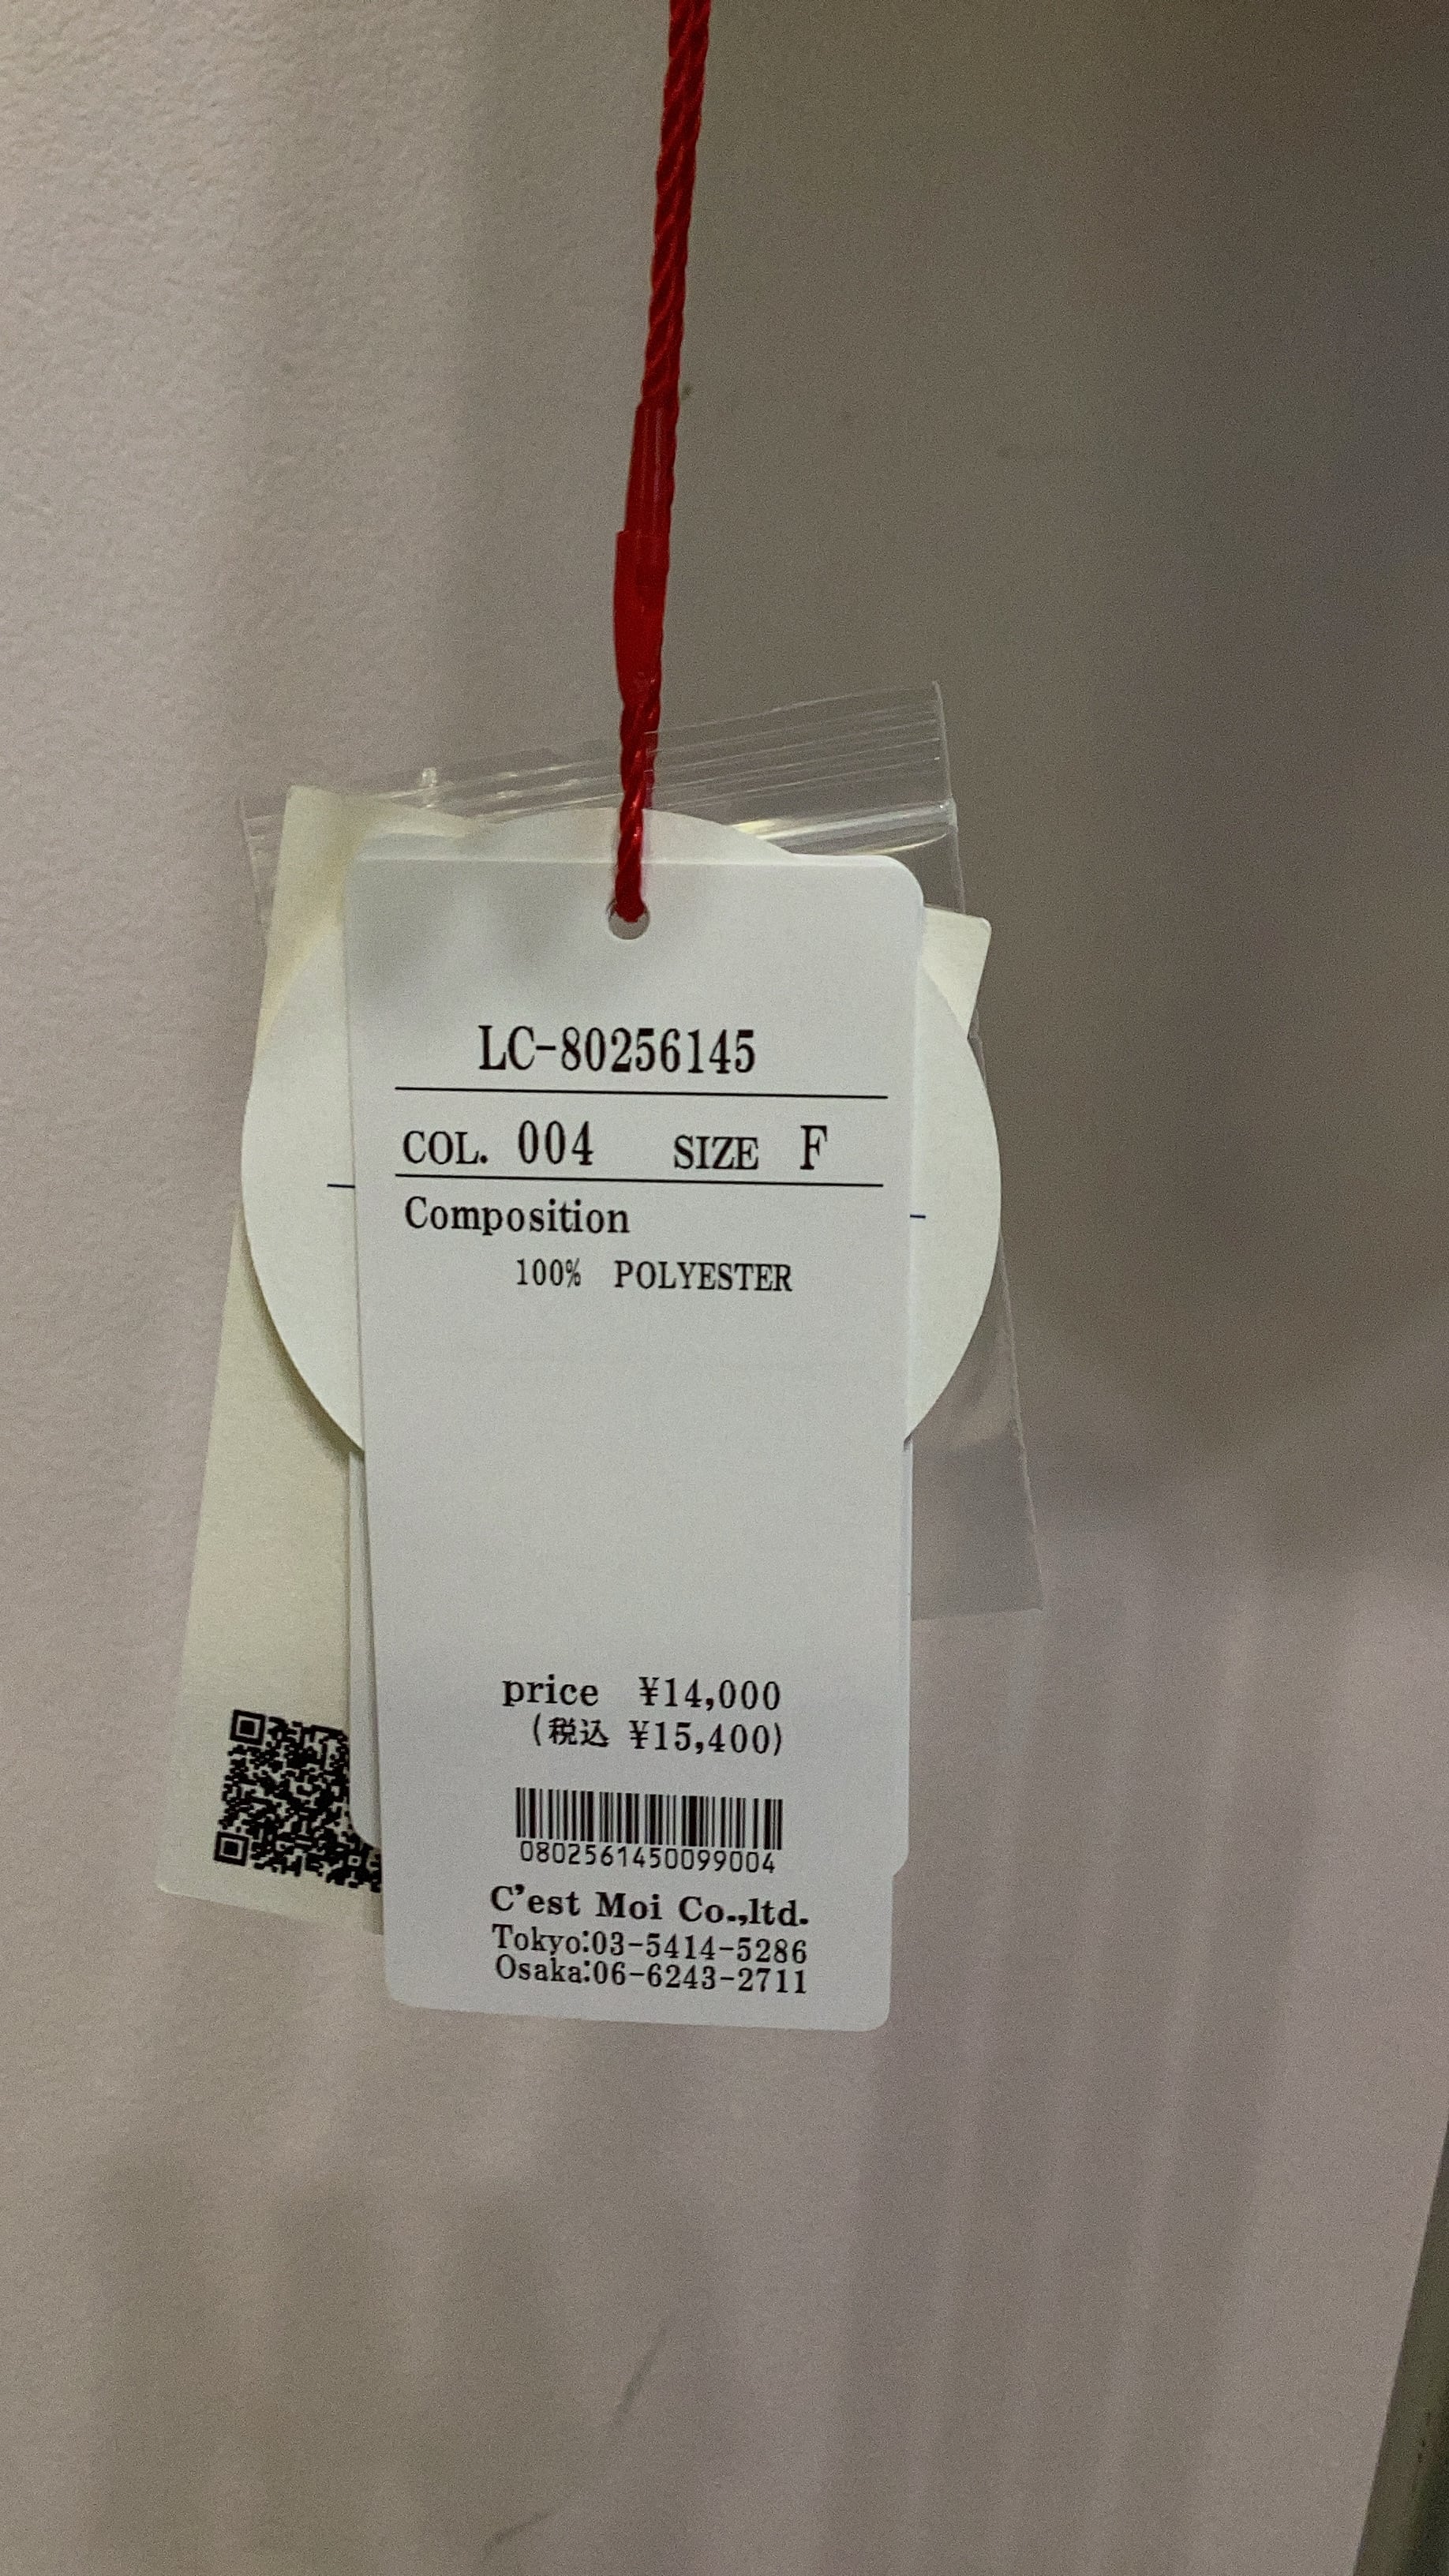 LC-80256145
COL. 004 SIZE F
Composition
100% POLYESTER
price ¥14,000
(税込 ¥15,400)
0802561450099004
C'est Moi Co.,ltd.
Tokyo:03-5414-5286
Osaka:06-6243-2711